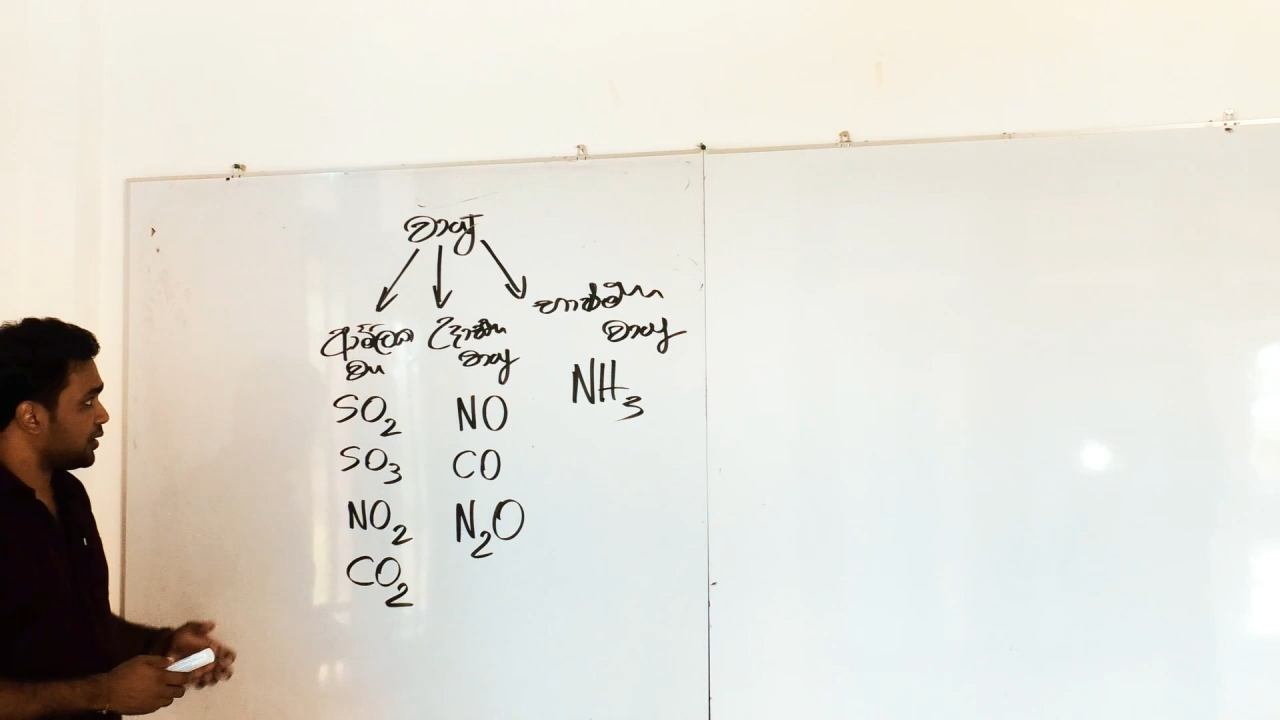 වායු
ආම්ලික
වා
SO₂
SO₃
NO₂
CO₂
උදාසීන
වායු
NO
CO
N₂O
භාෂ්මික
වායු
NH₃